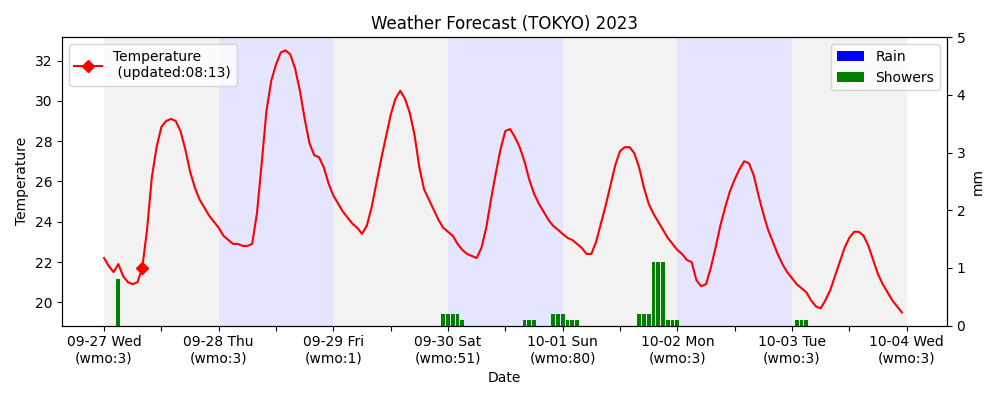 Weather Forecast (TOKYO) 2023
Temperature
(updated:08:13)
Rain
Showers
Temperature
32
30
28
26
24
22
20
5
4
3
2
1
0
mm
09-27 Wed
(wmo:3)
09-28 Thu
(wmo:3)
09-29 Fri
(wmo:1)
09-30 Sat
(wmo:51)
10-01 Sun
(wmo:80)
10-02 Mon
(wmo:3)
10-03 Tue
(wmo:3)
10-04 Wed
(wmo:3)
Date